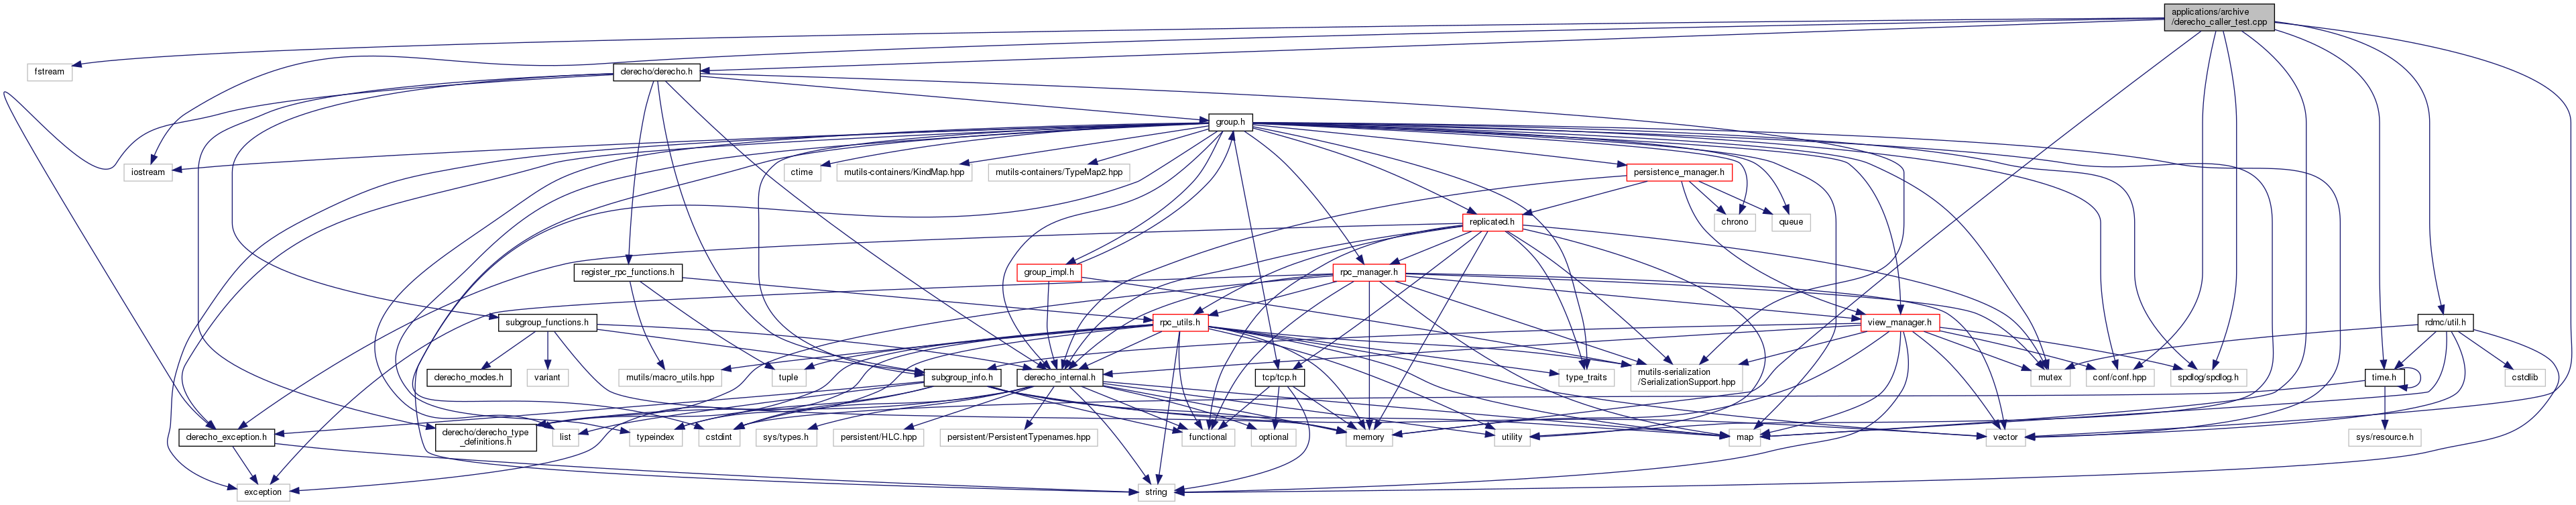 applications/archive
/derecho_caller_test.cpp
fstream
derecho/derecho.h
group.h
iostream
ctime
mutils-containers/KindMap.hpp
mutils-containers/TypeMap2.hpp
persistence_manager.h
replicated.h
chrono
queue
register_rpc_functions.h
group_impl.h
rpc_manager.h
subgroup_functions.h
rpc_utils.h
view_manager.h
rdmc/util.h
derecho_modes.h
variant
mutils/macro_utils.hpp
tuple
subgroup_info.h
derecho_internal.h
tcp/tcp.h
type_traits
mutils-serialization
/SerializationSupport.hpp
mutex
conf/conf.hpp
spdlog/spdlog.h
time.h
cstdlib
derecho_exception.h
derecho/derecho_type
_definitions.h
list
typeindex
cstdint
sys/types.h
persistent/HLC.hpp
persistent/PersistentTypenames.hpp
functional
optional
memory
utility
map
vector
sys/resource.h
exception
string